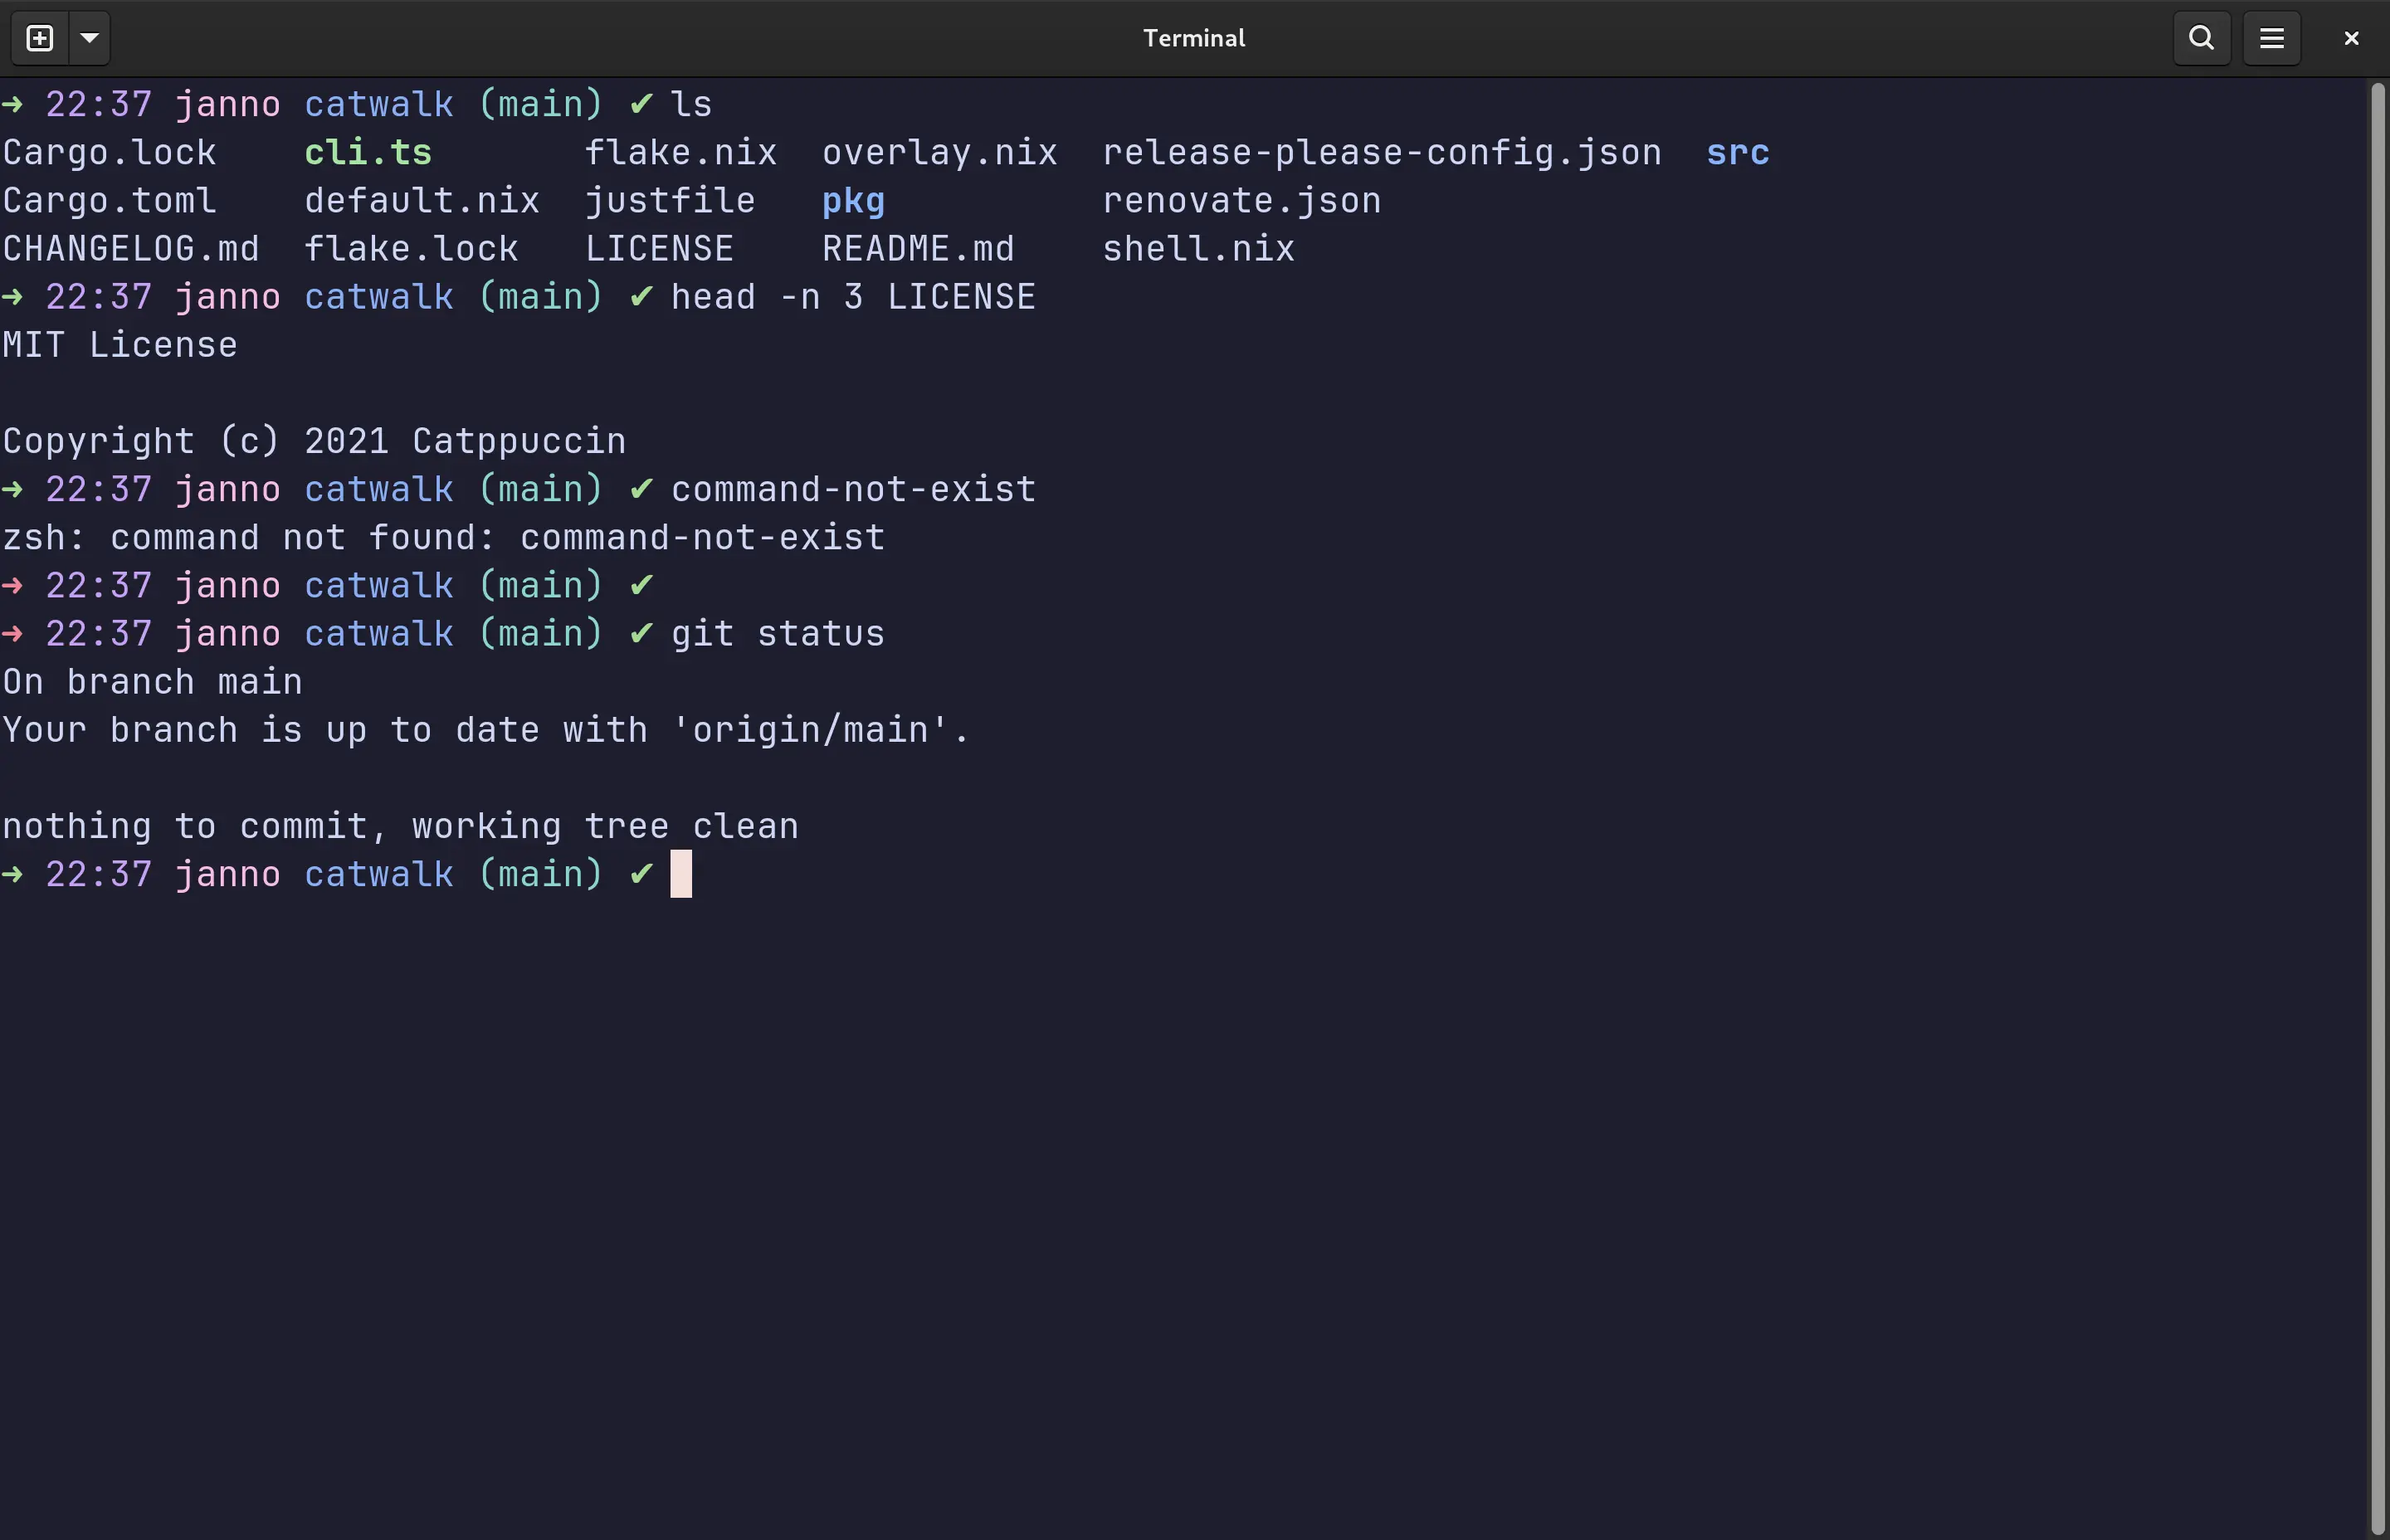 Terminal
➜ 22:37 janno catwalk (main) ✔ ls
Cargo.lock    cli.ts       flake.nix  overlay.nix  release-please-config.json  src
Cargo.toml    default.nix  justfile   pkg          renovate.json
CHANGELOG.md  flake.lock   LICENSE    README.md    shell.nix
➜ 22:37 janno catwalk (main) ✔ head -n 3 LICENSE
MIT License

Copyright (c) 2021 Catppuccin
➜ 22:37 janno catwalk (main) ✔ command-not-exist
zsh: command not found: command-not-exist
➜ 22:37 janno catwalk (main) ✔
➜ 22:37 janno catwalk (main) ✔ git status
On branch main
Your branch is up to date with 'origin/main'.

nothing to commit, working tree clean
➜ 22:37 janno catwalk (main) ✔